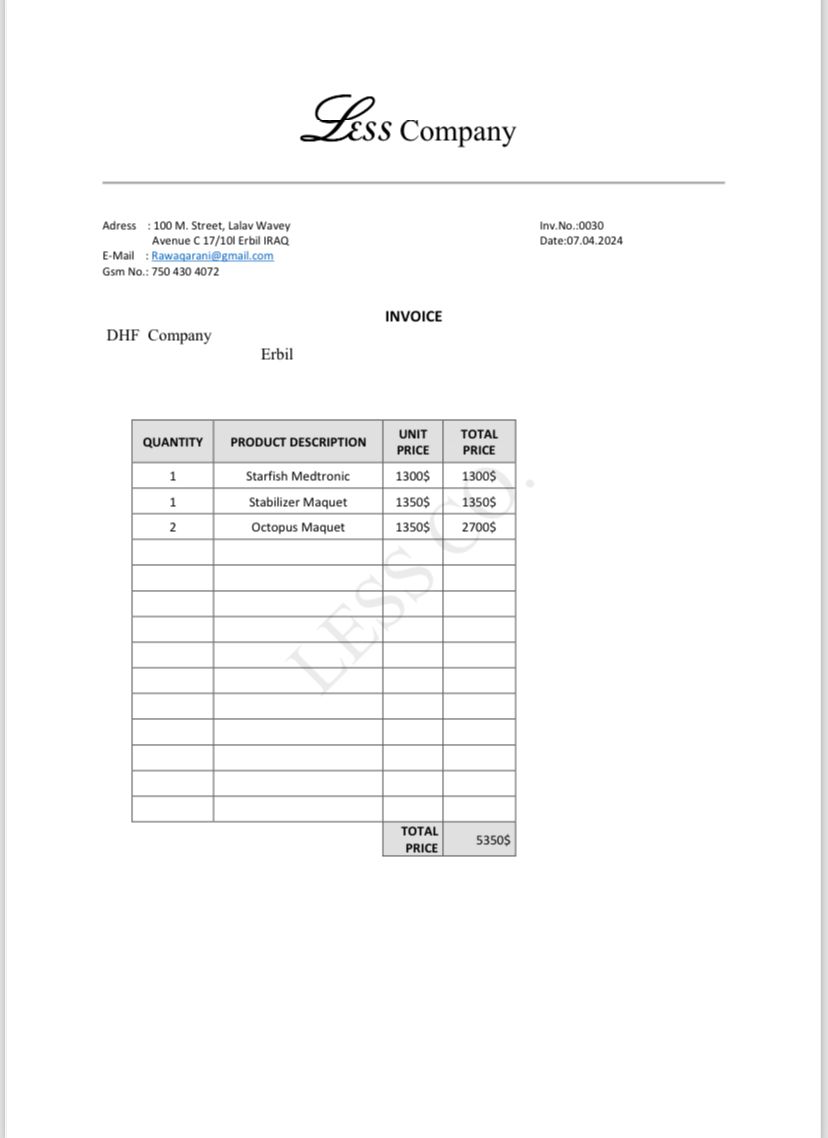 Less Company
Adress : 100 M. Street, Lalav Wavey
Avenue C 17/10I Erbil IRAQ
E-Mail : Rawaqarani@gmail.com
Gsm No.: 750 430 4072
Inv.No.:0030
Date:07.04.2024
INVOICE
DHF Company
Erbil
QUANTITY PRODUCT DESCRIPTION UNIT PRICE TOTAL PRICE
1 Starfish Medtronic 1300$ 1300$
1 Stabilizer Maquet 1350$ 1350$
2 Octopus Maquet 1350$ 2700$
TOTAL PRICE 5350$
LESS CO.